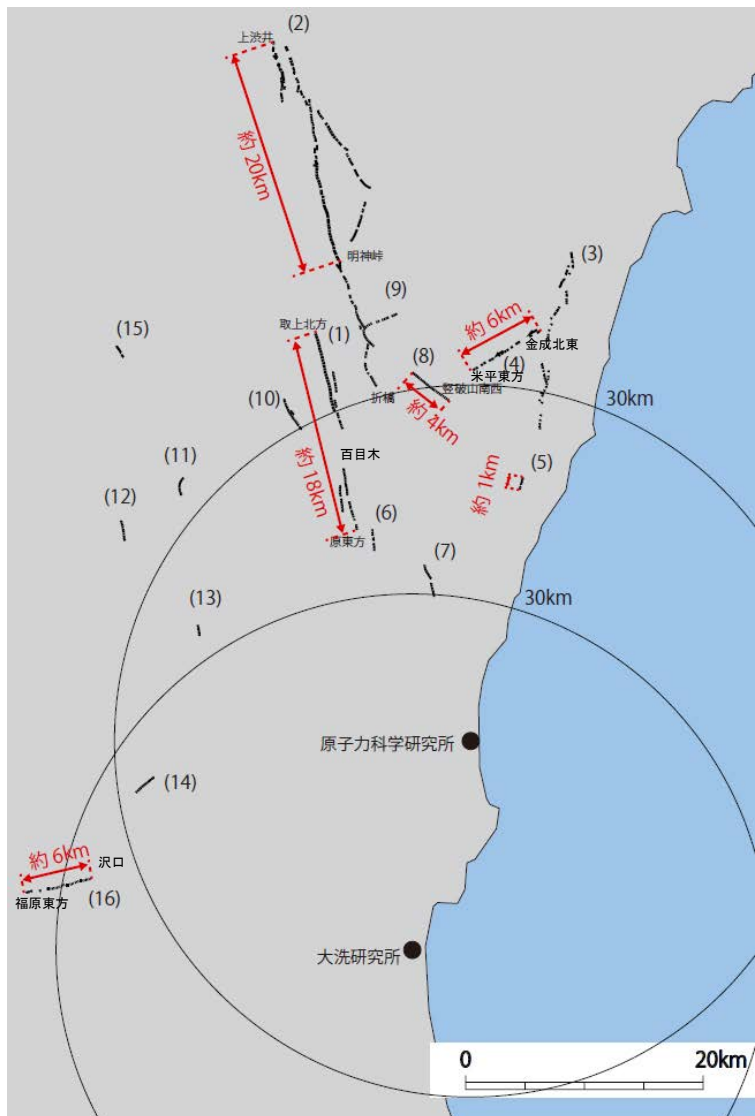 上渋井
(2)
約 20km
明神峠
(3)
(9)
約 6km
金成北東
(15)
取上北方
(1)
(8)
(4)
米平東方
竪破山南西
折橋
約 4km
30km
(10)
(11)
百目木
(5)
約 1km
約 18km
(12)
(6)
原東方
(7)
30km
(13)
原子力科学研究所
(14)
約 6km
沢口
福原東方
(16)
大洗研究所
0
20km